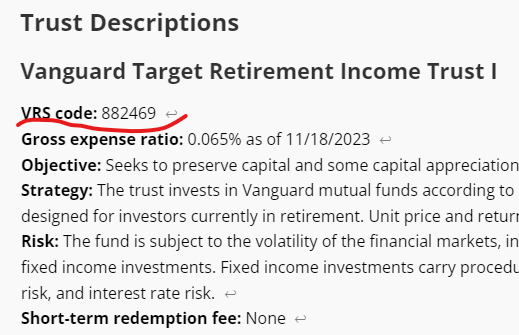 Trust Descriptions
Vanguard Target Retirement Income Trust I
VRS code: 882469 ↩
Gross expense ratio: 0.065% as of 11/18/2023 ↩
Objective: Seeks to preserve capital and some capital appreciation
Strategy: The trust invests in Vanguard mutual funds according to
designed for investors currently in retirement. Unit price and return
Risk: The fund is subject to the volatility of the financial markets, in
fixed income investments. Fixed income investments carry procedu
risk, and interest rate risk. ↩
Short-term redemption fee: None ↩